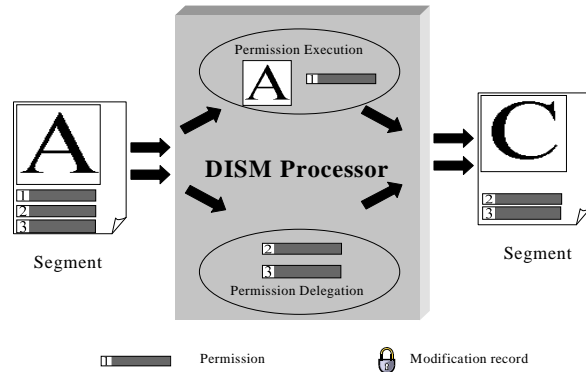 Permission Execution
A
1
A
1
2
3
DISM Processor
C
2
3
2
3
Permission Delegation
Segment
Segment
1
Permission
Modification record